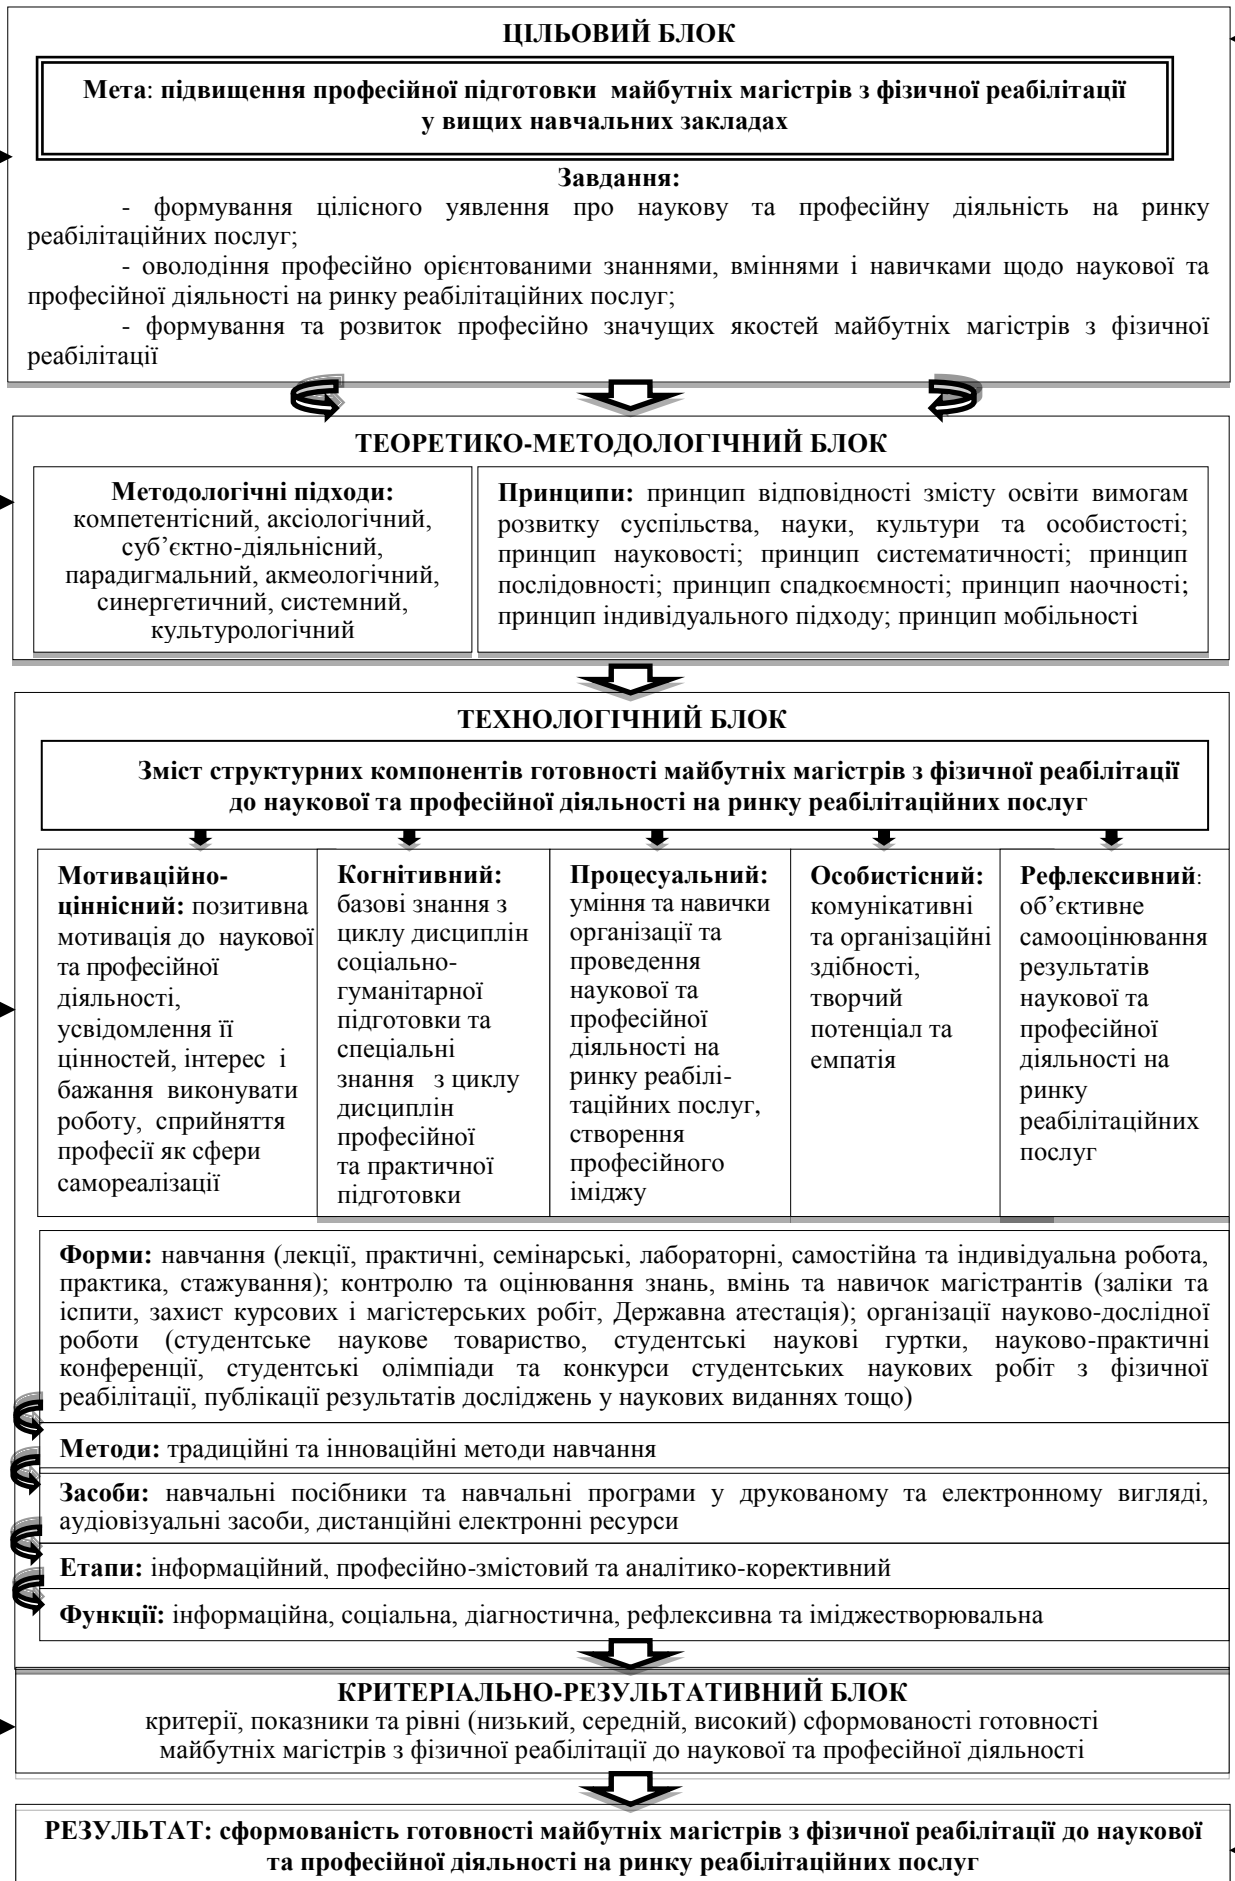 ЦІЛЬОВИЙ БЛОК
Мета: підвищення професійної підготовки майбутніх магістрів з фізичної реабілітації
у вищих навчальних закладах
Завдання:
- формування цілісного уявлення про наукову та професійну діяльність на ринку
реабілітаційних послуг;
- оволодіння професійно орієнтованими знаннями, вміннями і навичками щодо наукової та
професійної діяльності на ринку реабілітаційних послуг;
- формування та розвиток професійно значущих якостей майбутніх магістрів з фізичної
реабілітації
ТЕОРЕТИКО-МЕТОДОЛОГІЧНИЙ БЛОК
Методологічні підходи:
компетентісний, аксіологічний,
суб’єктно-діяльнісний,
парадигмальний, акмеологічний,
синергетичний, системний,
культурологічний
Принципи: принцип відповідності змісту освіти вимогам
розвитку суспільства, науки, культури та особистості;
принцип науковості; принцип систематичності; принцип
послідовності; принцип спадкоємності; принцип наочності;
принцип індивідуального підходу; принцип мобільності
ТЕХНОЛОГІЧНИЙ БЛОК
Зміст структурних компонентів готовності майбутніх магістрів з фізичної реабілітації
до наукової та професійної діяльності на ринку реабілітаційних послуг
Мотиваційно-
ціннісний: позитивна
мотивація до наукової
та професійної
діяльності,
усвідомлення її
цінностей, інтерес і
бажання виконувати
роботу, сприйняття
професії як сфери
самореалізації
Когнітивний:
базові знання з
циклу дисциплін
соціально-
гуманітарної
підготовки та
спеціальні
знання з циклу
дисциплін
професійної
та практичної
підготовки
Процесуальний:
уміння та навички
організації та
проведення
наукової та
професійної
діяльності на
ринку реабілі-
таційних послуг,
створення
професійного
іміджу
Особистісний:
комунікативні
та організаційні
здібності,
творчий
потенціал та
емпатія
Рефлексивний:
об’єктивне
самооцінювання
результатів
наукової та
професійної
діяльності на
ринку
реабілітаційних
послуг
Форми: навчання (лекції, практичні, семінарські, лабораторні, самостійна та індивідуальна робота,
практика, стажування); контролю та оцінювання знань, вмінь та навичок магістрантів (заліки та
іспити, захист курсових і магістерських робіт, Державна атестація); організації науково-дослідної
роботи (студентське наукове товариство, студентські наукові гуртки, науково-практичні
конференції, студентські олімпіади та конкурси студентських наукових робіт з фізичної
реабілітації, публікації результатів досліджень у наукових виданнях тощо)
Методи: традиційні та інноваційні методи навчання
Засоби: навчальні посібники та навчальні програми у друкованому та електронному вигляді,
аудіовізуальні засоби, дистанційні електронні ресурси
Етапи: інформаційний, професійно-змістовий та аналітико-корективний
Функції: інформаційна, соціальна, діагностична, рефлексивна та іміджестворювальна
КРИТЕРІАЛЬНО-РЕЗУЛЬТАТИВНИЙ БЛОК
критерії, показники та рівні (низький, середній, високий) сформованості готовності
майбутніх магістрів з фізичної реабілітації до наукової та професійної діяльності
РЕЗУЛЬТАТ: сформованість готовності майбутніх магістрів з фізичної реабілітації до наукової
та професійної діяльності на ринку реабілітаційних послуг